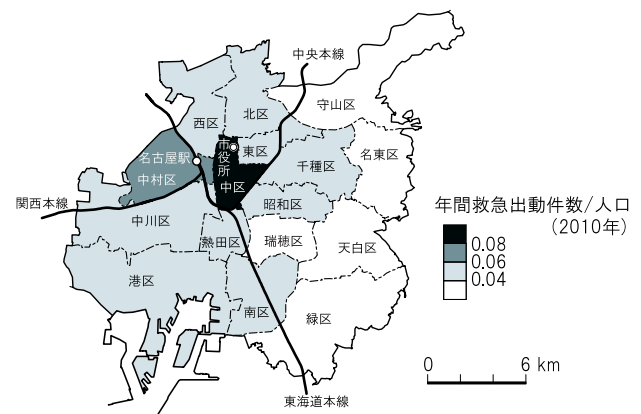 中央本線
守山区
北区
西区
市役所
東区
名東区
千種区
名古屋駅
中村区
中区
関西本線
昭和区
中川区
熱田区
瑞穂区
天白区
港区
南区
緑区
東海道本線
年間救急出動件数/人口
(2010年)
0.08
0.06
0.04
0 6 km